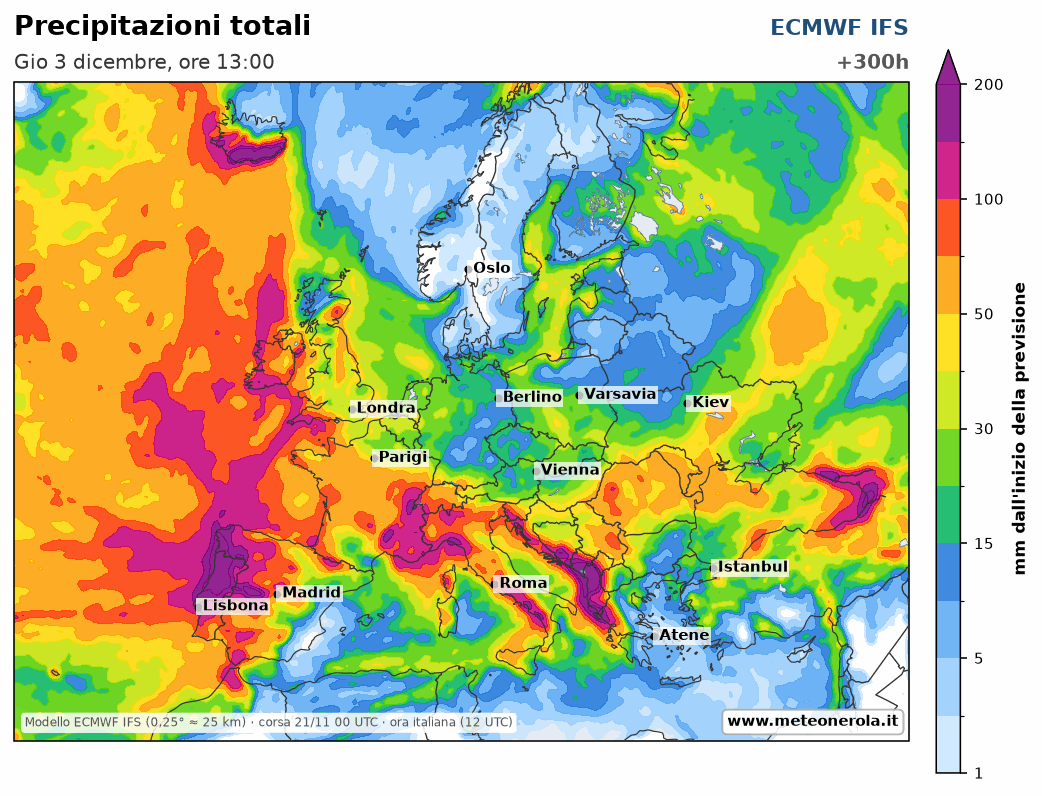 Precipitazioni totali
ECMWF IFS
Gio 3 dicembre, ore 13:00
+300h
200
100
50
30
15
5
1
mm dall'inizio della previsione
Oslo
Berlino
Varsavia
Kiev
Londra
Parigi
Vienna
Istanbul
Roma
Madrid
Lisbona
Atene
Modello ECMWF IFS (0,25° ≈ 25 km) · corsa 21/11 00 UTC · ora italiana (12 UTC)
www.meteonerola.it